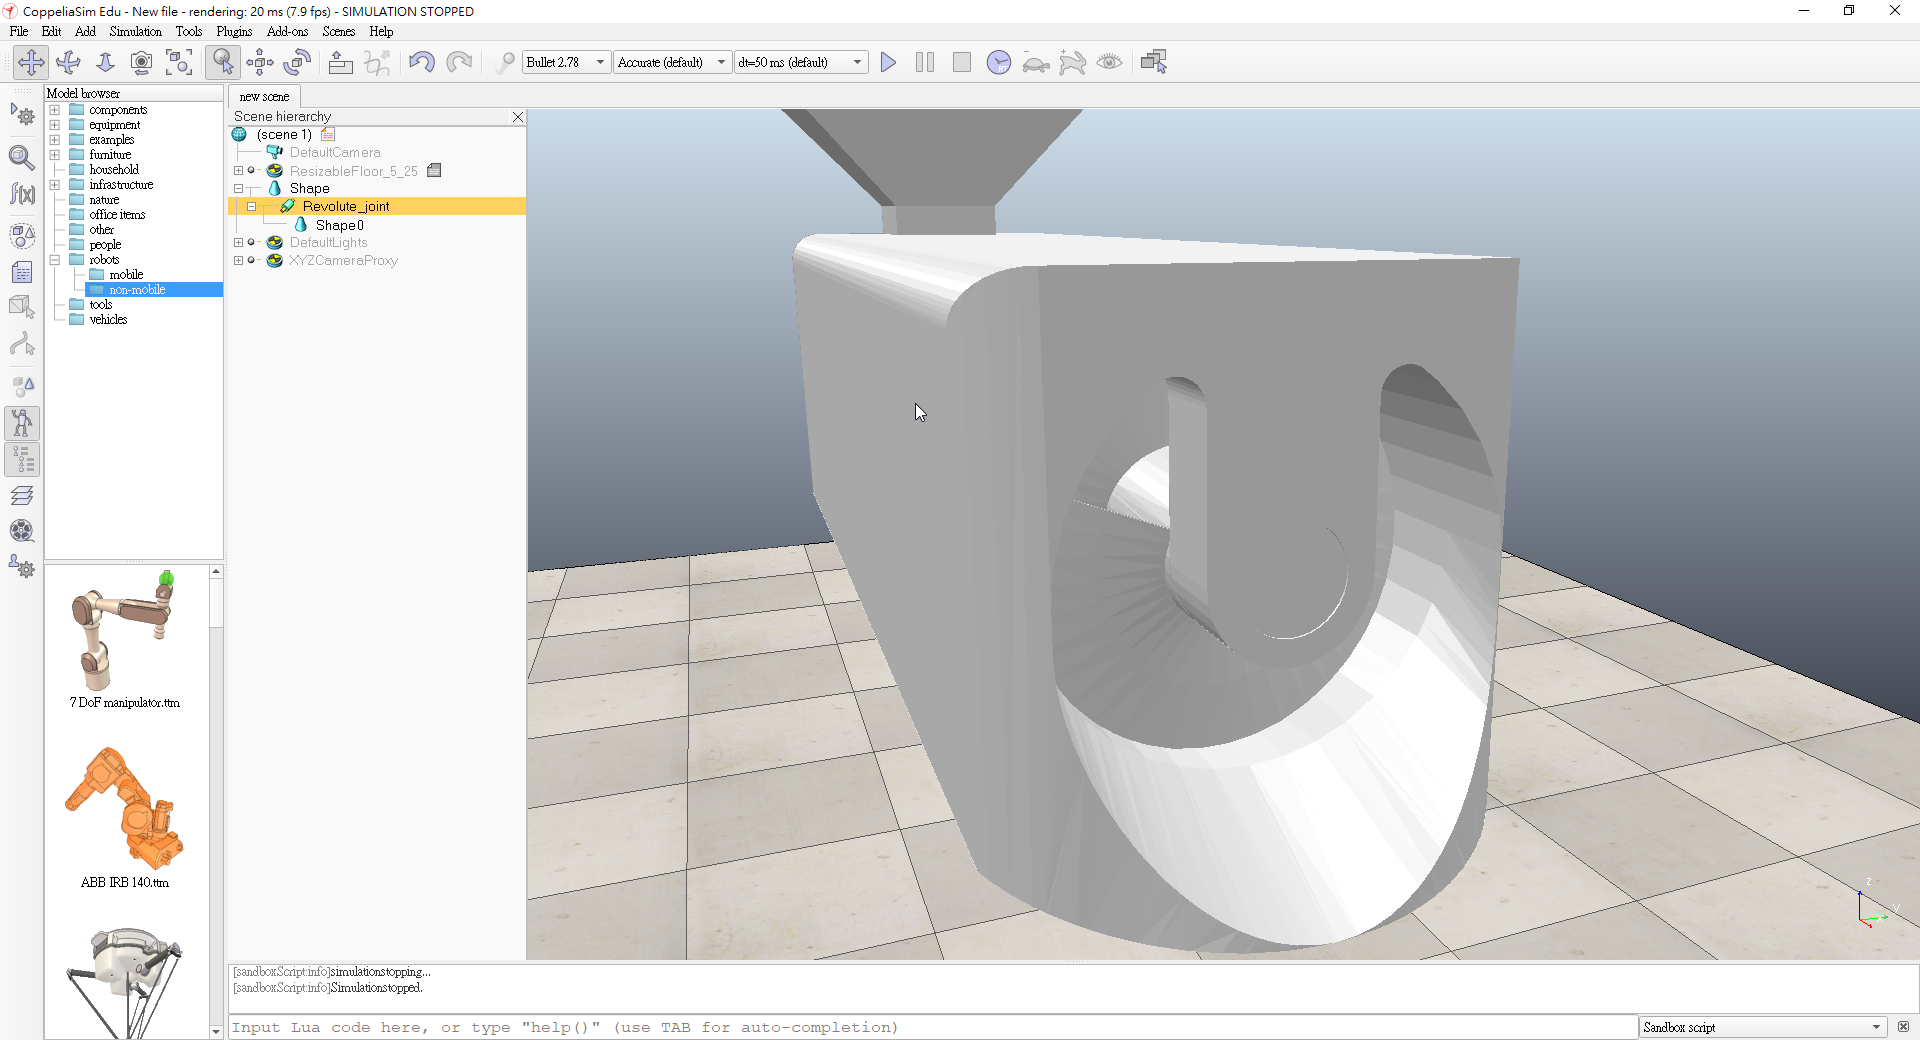 CoppeliaSim Edu - New file - rendering: 20 ms (7.9 fps) - SIMULATION STOPPED
File Edit Add Simulation Tools Plugins Add-ons Scenes Help
Bullet 2.78 Accurate (default) dt=50 ms (default)
Model browser
components
equipment
examples
furniture
household
infrastructure
nature
office items
other
people
robots
mobile
non-mobile
tools
vehicles
7 DoF manipulator.ttm
ABB IRB 140.ttm
new scene
Scene hierarchy
(scene 1)
DefaultCamera
ResizableFloor_5_25
Shape
Revolute_joint
Shape0
DefaultLights
XYZCameraProxy
f(x)
RT
z
y
[sandboxScript:info]simulation stopping...
[sandboxScript:info]Simulation stopped.
Input Lua code here, or type "help()" (use TAB for auto-completion)
Sandbox script